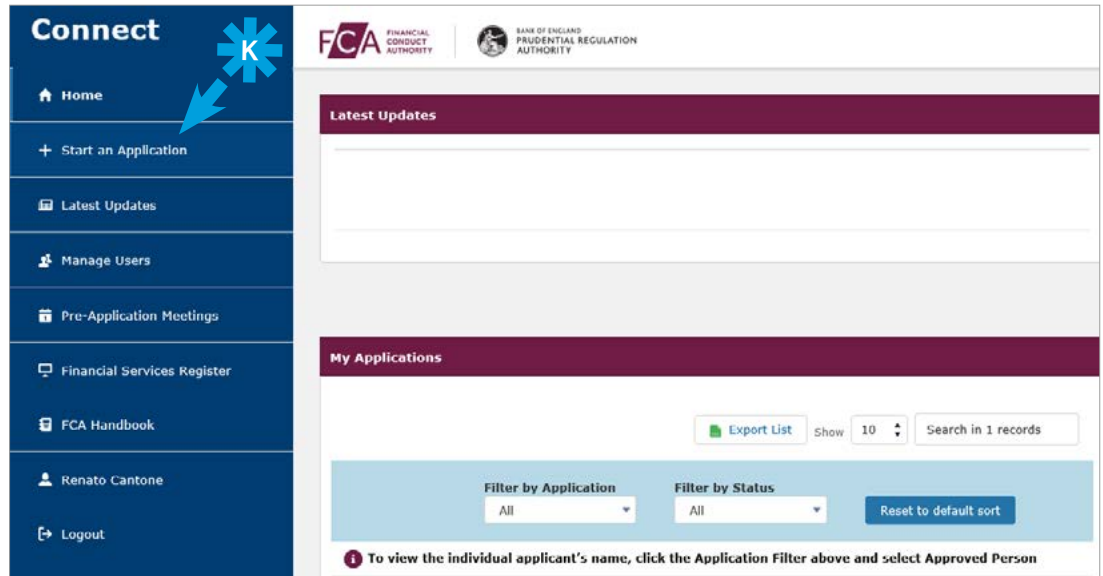 Connect
K
Home
Start an Application
Latest Updates
Manage Users
Pre-Application Meetings
Financial Services Register
FCA Handbook
Renato Cantone
Logout
FCA FINANCIAL
CONDUCT
AUTHORITY
BANK OF ENGLAND
PRUDENTIAL REGULATION
AUTHORITY
Latest Updates
My Applications
Export List Show 10 Search in 1 records
Filter by Application Filter by Status
All All Reset to default sort
To view the individual applicant's name, click the Application Filter above and select Approved Person